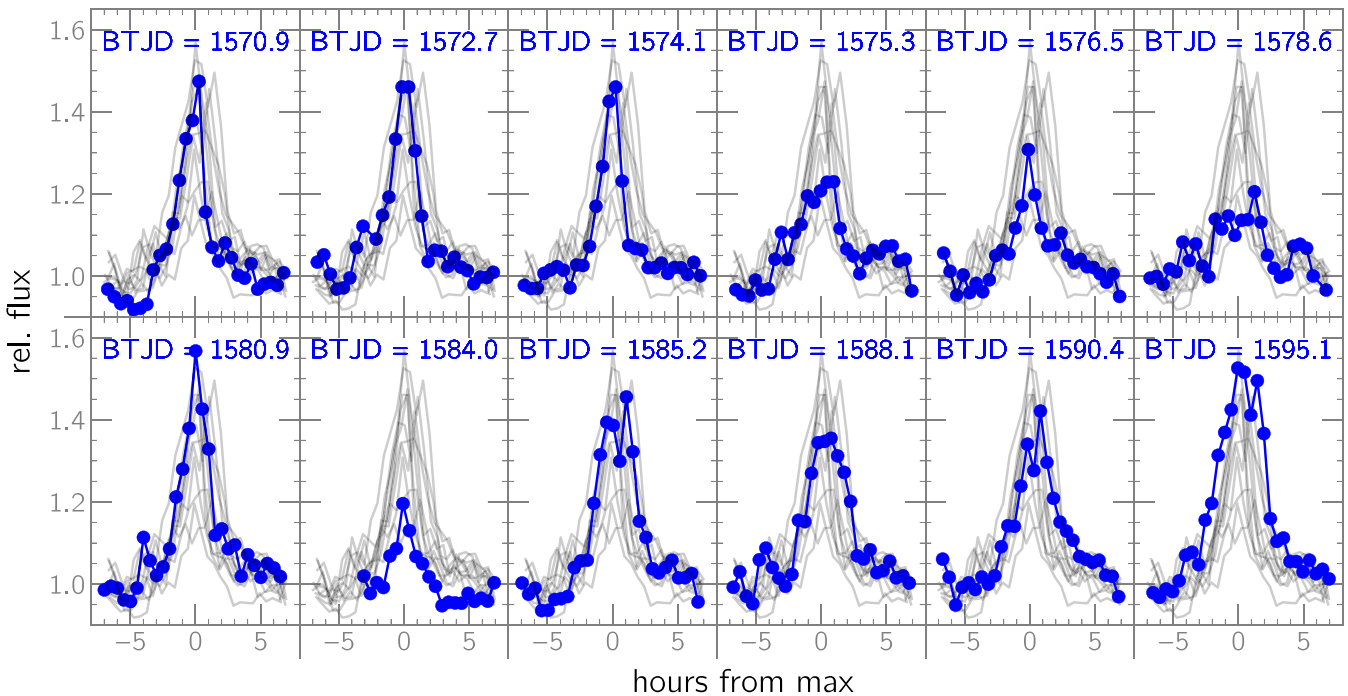 1.6
1.4
1.2
1.0
BTJD = 1570.9
BTJD = 1572.7
BTJD = 1574.1
BTJD = 1575.3
BTJD = 1576.5
BTJD = 1578.6
rel. flux
1.6
1.4
1.2
1.0
BTJD = 1580.9
BTJD = 1584.0
BTJD = 1585.2
BTJD = 1588.1
BTJD = 1590.4
BTJD = 1595.1
−5 0 5 −5 0 5 −5 0 5 −5 0 5 −5 0 5 −5 0 5
hours from max